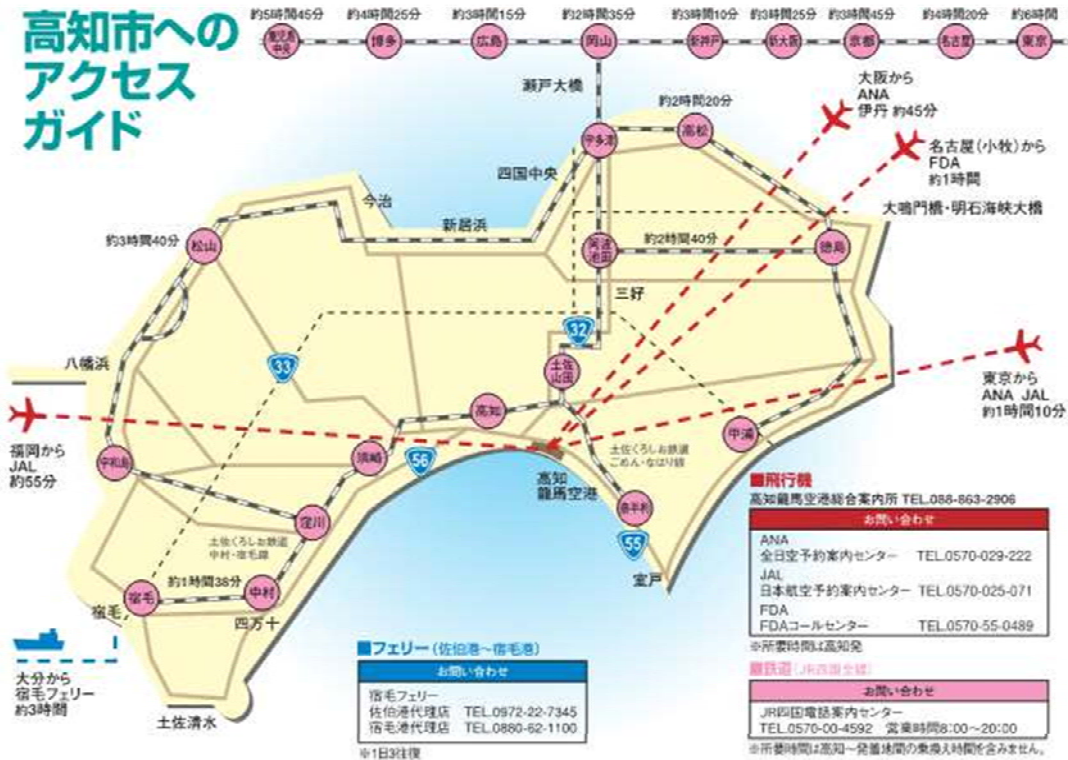 高知市への
アクセス
ガイド
約5時間45分
約4時間25分
約3時間15分
約2時間35分
約3時間10分
約3時間25分
約3時間45分
約4時間20分
約6時間
鹿児島
中央
博多
広島
岡山
新神戸
新大阪
京都
名古屋
東京
瀬戸大橋
大阪から
ANA
伊丹 約45分
約2時間20分
宇多津
高松
名古屋(小牧)から
FDA
約1時間
四国中央
今治
新居浜
大鳴門橋・明石海峡大橋
約3時間40分
松山
阿波
池田
約2時間40分
徳島
三好
32
33
八幡浜
土佐
山田
東京から
ANA JAL
約1時間10分
福岡から
JAL
約55分
高知
甲浦
宇和島
須崎
56
土佐くろしお鉄道
ごめん・なはり線
高知
龍馬空港
奈半利
窪川
55
土佐くろしお鉄道
中村・宿毛線
室戸
約1時間38分
宿毛
中村
宿毛
四万十
大分から
宿毛フェリー
約3時間
土佐清水
■フェリー(佐伯港〜宿毛港)
お問い合わせ
宿毛フェリー
佐伯港代理店 TEL.0972-22-7345
宿毛港代理店 TEL.0880-62-1100
※1日3往復
■飛行機
高知龍馬空港総合案内所 TEL.088-863-2906
お問い合わせ
ANA
全日空予約案内センター TEL.0570-029-222
JAL
日本航空予約案内センター TEL.0570-025-071
FDA
FDAコールセンター TEL.0570-55-0489
※所要時間は高知発
■鉄道(JR四国全線)
お問い合わせ
JR四国電話案内センター
TEL.0570-00-4592 営業時間8:00〜20:00
※所要時間は高知〜発着地間の乗換え時間を含みません。